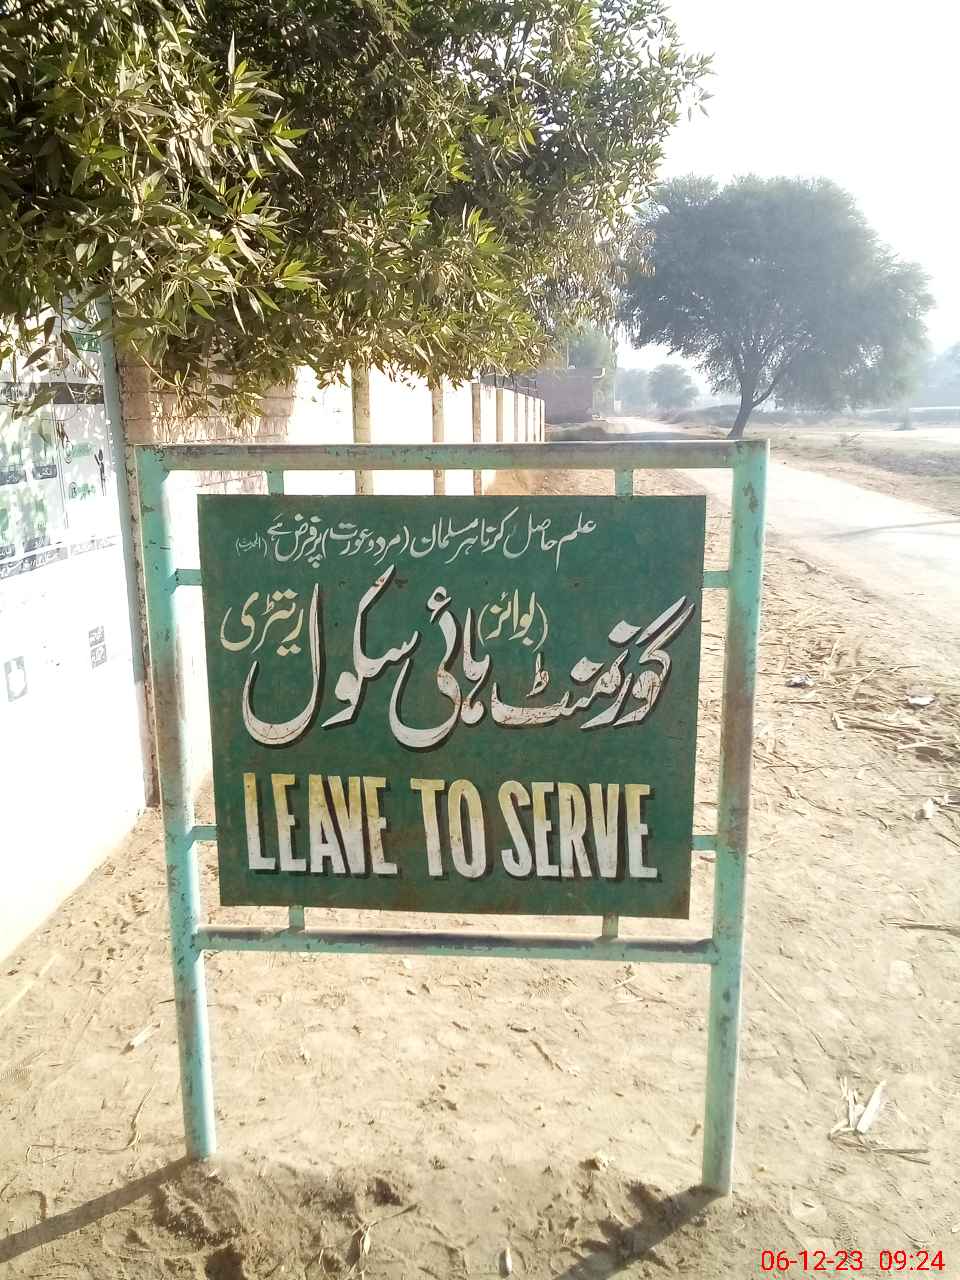 علم حاصل کرنا ہر مسلمان (مرد و عورت) پر فرض ہے (الحدیث)
گورنمنٹ (بوائز) ہائی سکول رتڑی
LEAVE TO SERVE
06-12-23 09:24